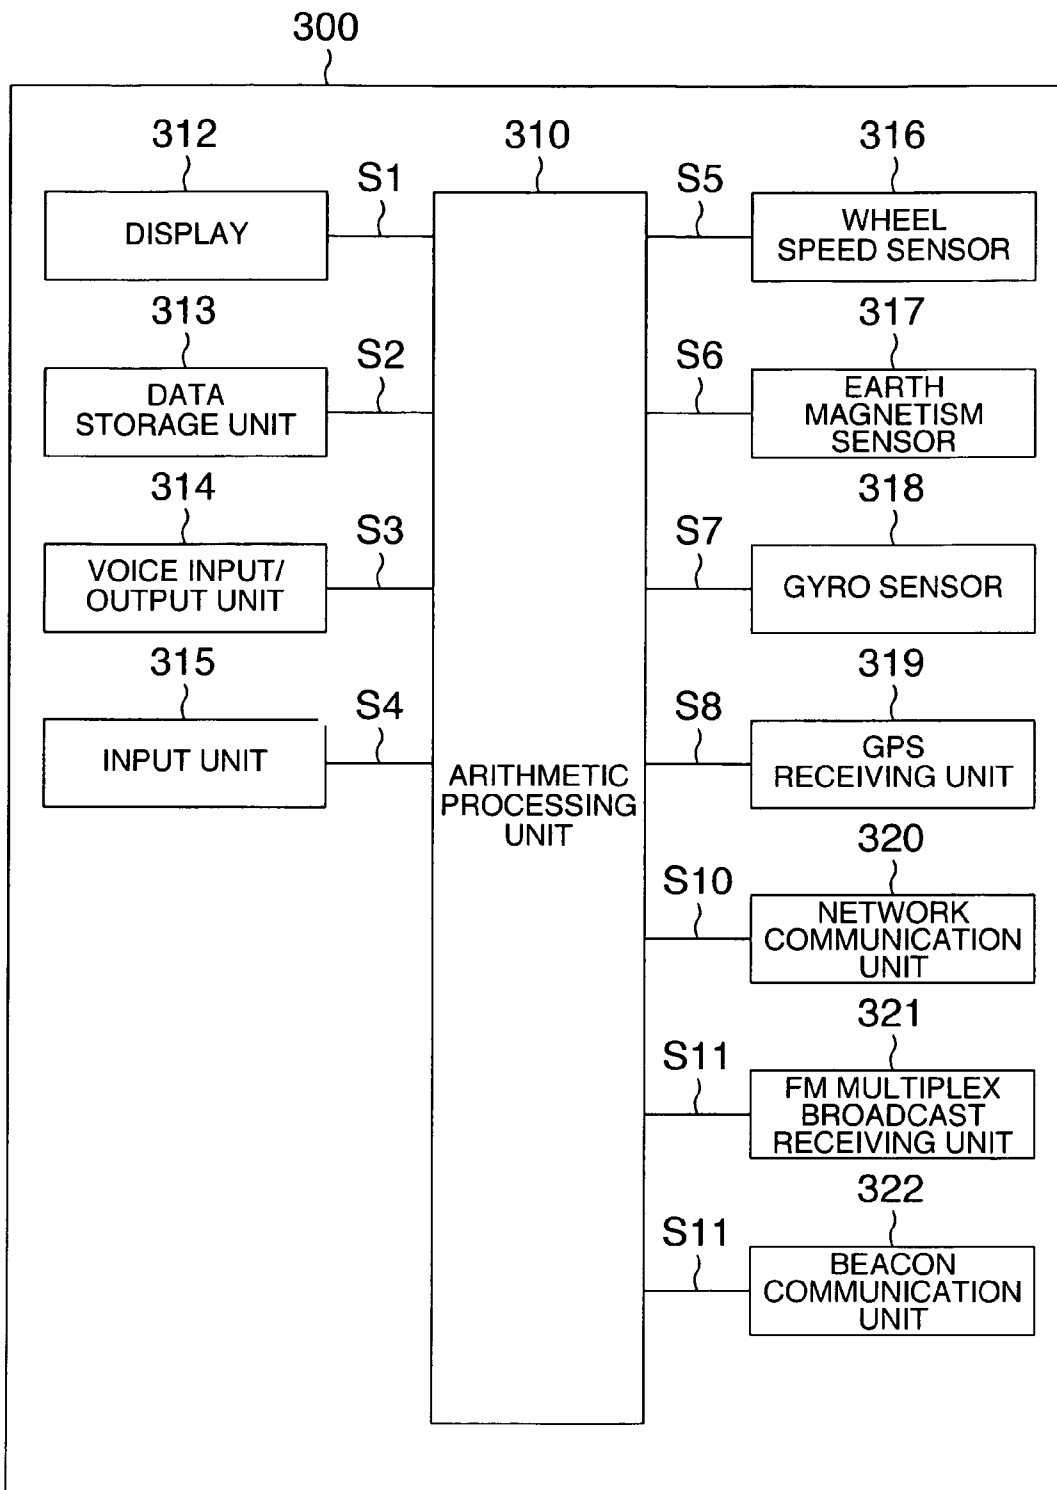 300
312
310
316
S1
S5
DISPLAY
WHEEL
SPEED SENSOR
313
317
S2
S6
DATA
STORAGE UNIT
EARTH
MAGNETISM
SENSOR
314
318
S3
S7
VOICE INPUT/
OUTPUT UNIT
GYRO SENSOR
315
319
S4
S8
INPUT UNIT
ARITHMETIC
PROCESSING
UNIT
GPS
RECEIVING UNIT
320
S10
NETWORK
COMMUNICATION
UNIT
321
S11
FM MULTIPLEX
BROADCAST
RECEIVING UNIT
322
S11
BEACON
COMMUNICATION
UNIT